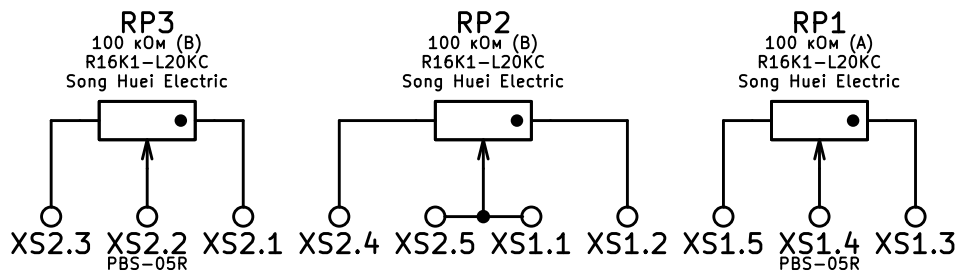 RP3
100 кОм (B)
R16K1-L20KC
Song Huei Electric
RP2
100 кОм (B)
R16K1-L20KC
Song Huei Electric
RP1
100 кОм (A)
R16K1-L20KC
Song Huei Electric
XS2.3 XS2.2 XS2.1 XS2.4 XS2.5 XS1.1 XS1.2 XS1.5 XS1.4 XS1.3
PBS-05R PBS-05R